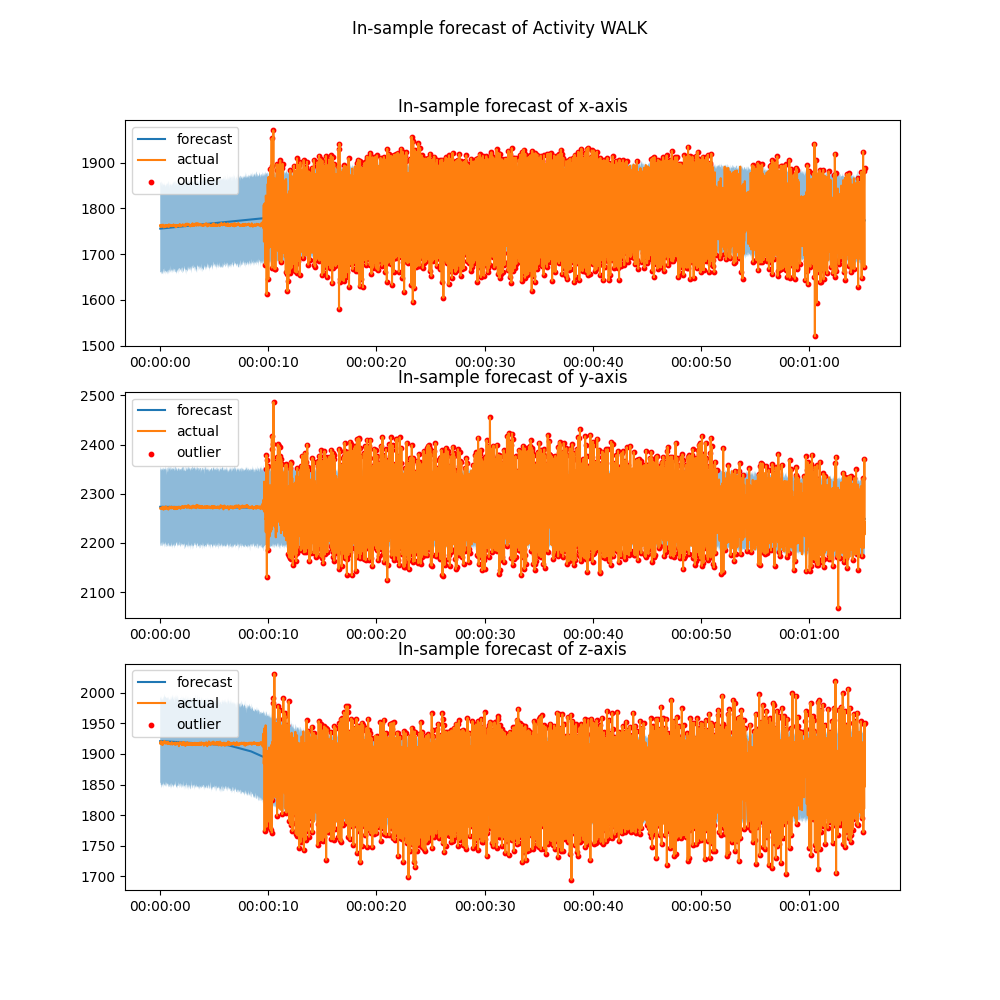 In-sample forecast of Activity WALK
In-sample forecast of x-axis
forecast
actual
outlier
1900
1800
1700
1600
1500
00:00:00 00:00:10 00:00:20 00:00:30 00:00:40 00:00:50 00:01:00
In-sample forecast of y-axis
forecast
actual
outlier
2500
2400
2300
2200
2100
00:00:00 00:00:10 00:00:20 00:00:30 00:00:40 00:00:50 00:01:00
In-sample forecast of z-axis
forecast
actual
outlier
2000
1950
1900
1850
1800
1750
1700
00:00:00 00:00:10 00:00:20 00:00:30 00:00:40 00:00:50 00:01:00